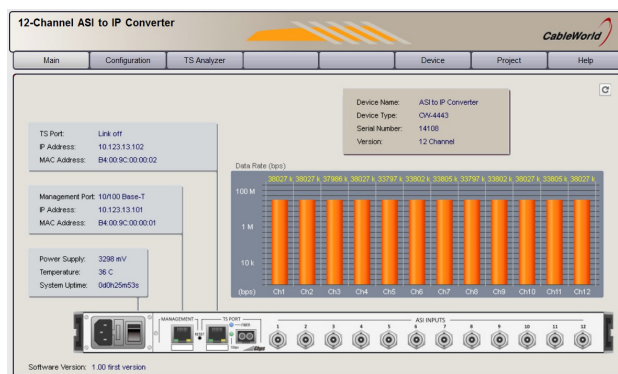 12-Channel ASI to IP Converter
CableWorld
Main Configuration TS Analyzer Device Project Help
Device Name: ASI to IP Converter
Device Type: CW-4443
Serial Number: 14108
Version: 12 Channel
TS Port: Link off
IP Address: 10.123.13.102
MAC Address: B4:00:9C:00:00:02
Management Port: 10/100 Base-T
IP Address: 10.123.13.101
MAC Address: B4:00:9C:00:00:01
Power Supply: 3298 mV
Temperature: 36 C
System Uptime: 0d0h25m53s
Data Rate (bps)
38027 k 38027 k 37986 k 38027 k 33797 k 33802 k 33805 k 33797 k 33802 k 38027 k 33805 k 38027 k
100 M
1 M
10 k
(bps) Ch1 Ch2 Ch3 Ch4 Ch5 Ch6 Ch7 Ch8 Ch9 Ch10 Ch11 Ch12
MANAGEMENT TS PORT ASI INPUTS
RESET FIBER
1 2 3 4 5 6 7 8 9 10 11 12
Gbps
Software Version: 1.00 first version